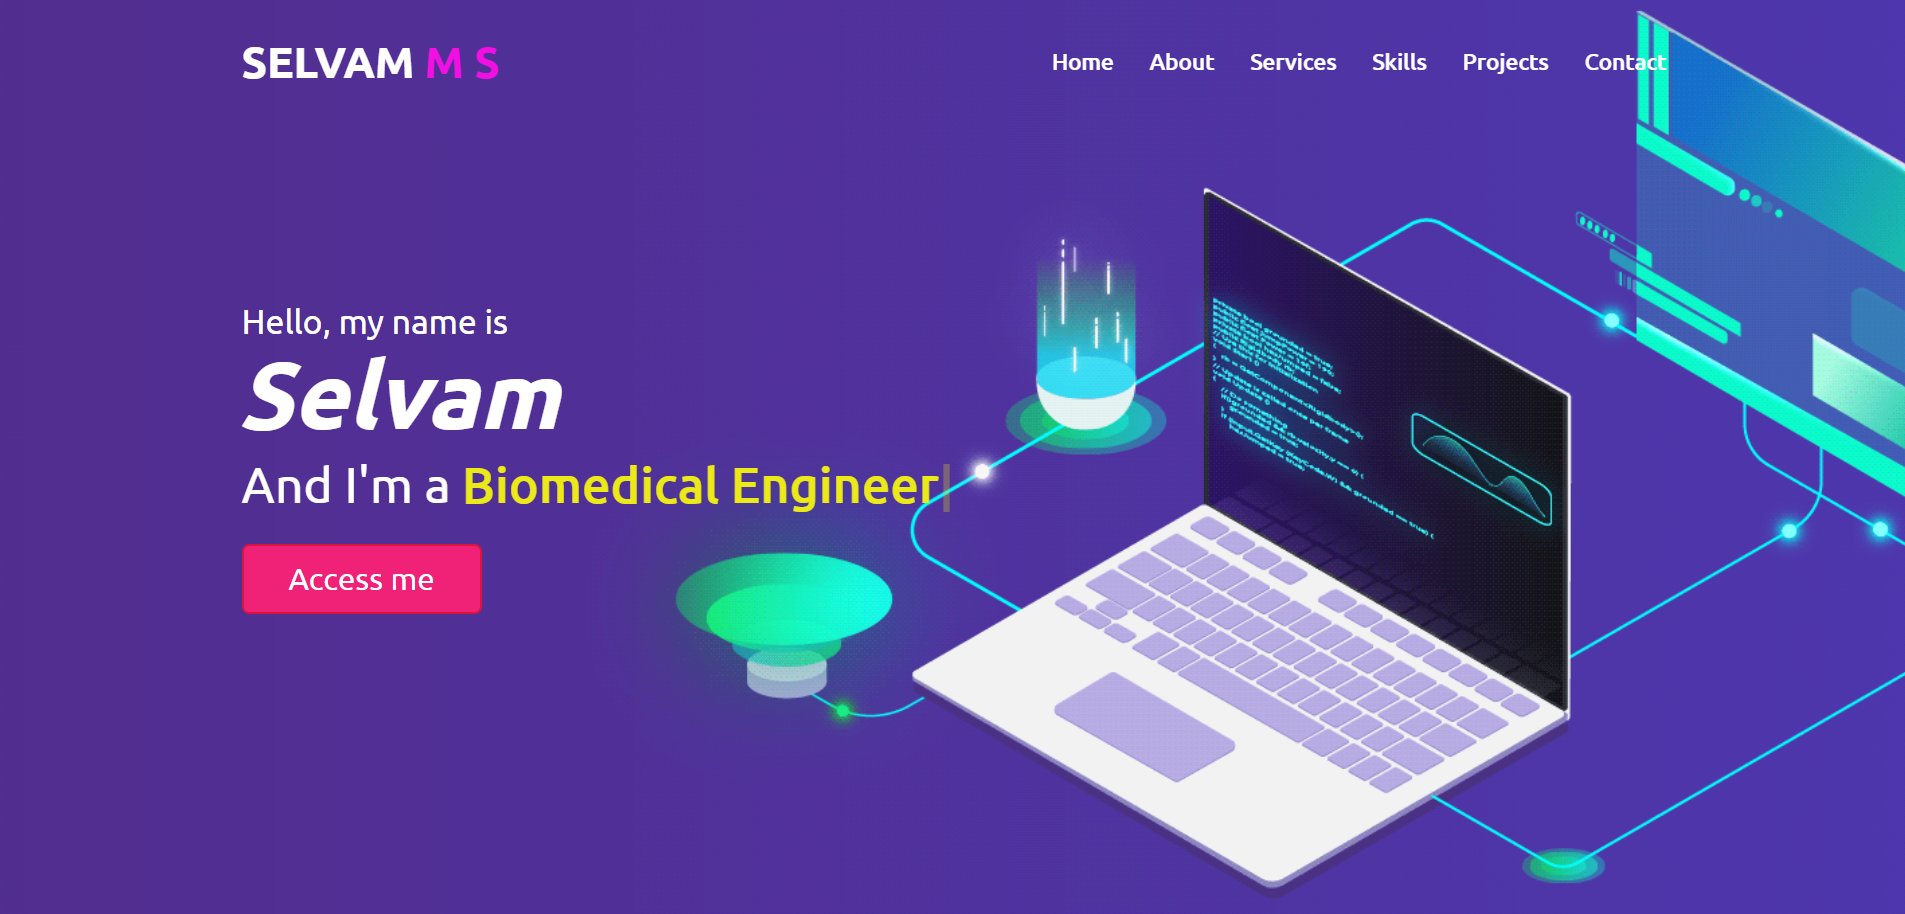 SELVAM M S
Home About Services Skills Projects Contact
Hello, my name is
Selvam
And I'm a Biomedical Engineer
Access me